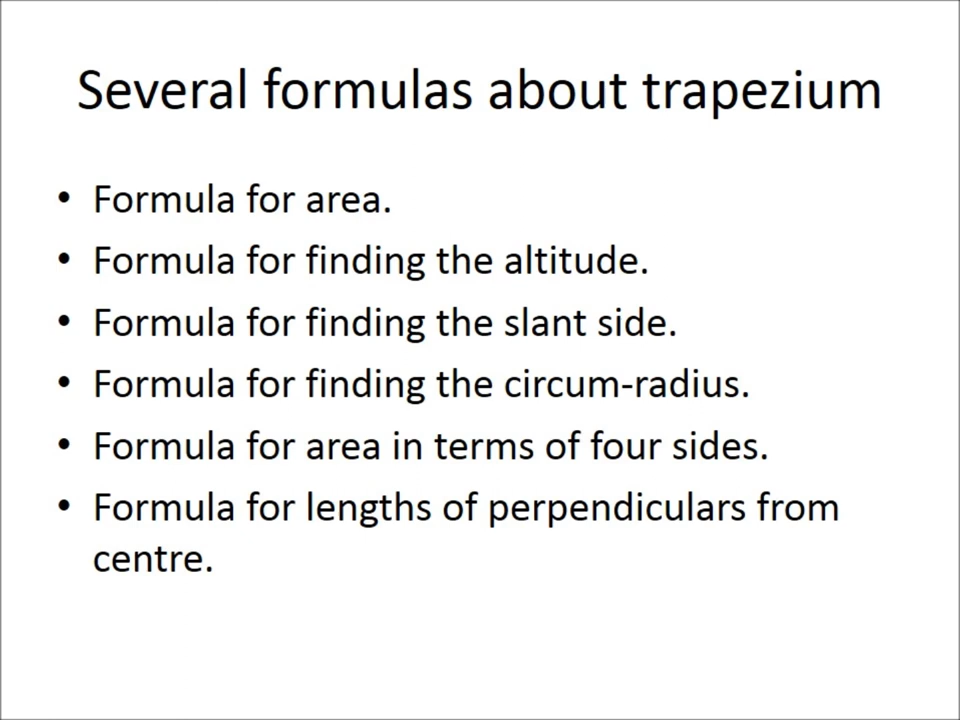 Several formulas about trapezium
• Formula for area.
• Formula for finding the altitude.
• Formula for finding the slant side.
• Formula for finding the circum-radius.
• Formula for area in terms of four sides.
• Formula for lengths of perpendiculars from
centre.